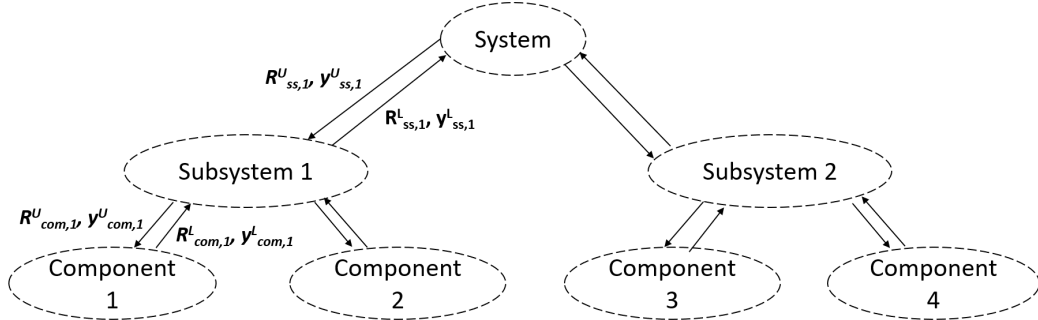 System
R^U_ss,1, y^U_ss,1
R^L_ss,1, y^L_ss,1
Subsystem 1
Subsystem 2
R^U_com,1, y^U_com,1
R^L_com,1, y^L_com,1
Component
1
Component
2
Component
3
Component
4